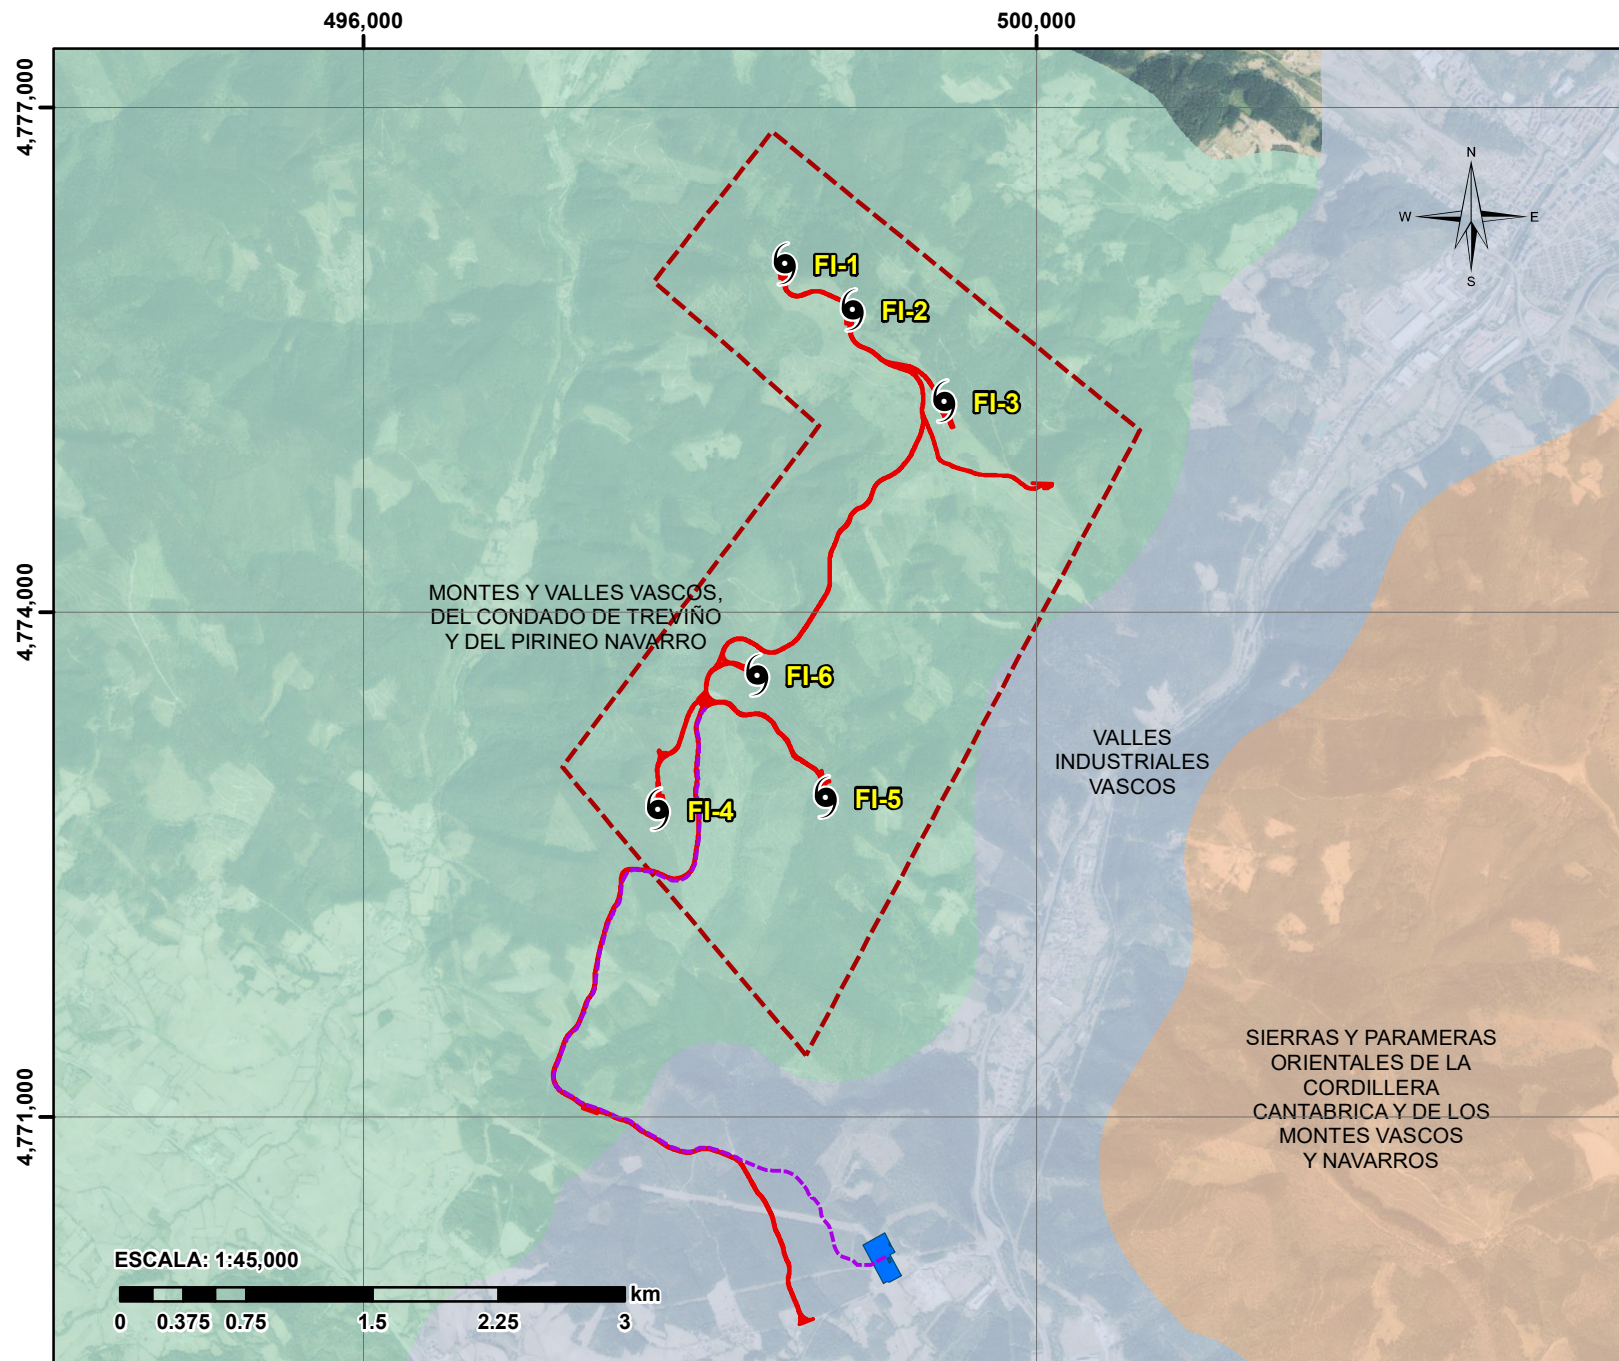 496,000
500,000
4,777,000
N
W
E
S
FI-1
FI-2
FI-3
4,774,000
MONTES Y VALLES VASCOS,
DEL CONDADO DE TREVIÑO
Y DEL PIRINEO NAVARRO
FI-6
VALLES
INDUSTRIALES
VASCOS
FI-5
FI-4
SIERRAS Y PARAMERAS
ORIENTALES DE LA
CORDILLERA
CANTABRICA Y DE LOS
MONTES VASCOS
Y NAVARROS
4,771,000
ESCALA: 1:45,000
km
0 0.375 0.75 1.5 2.25 3